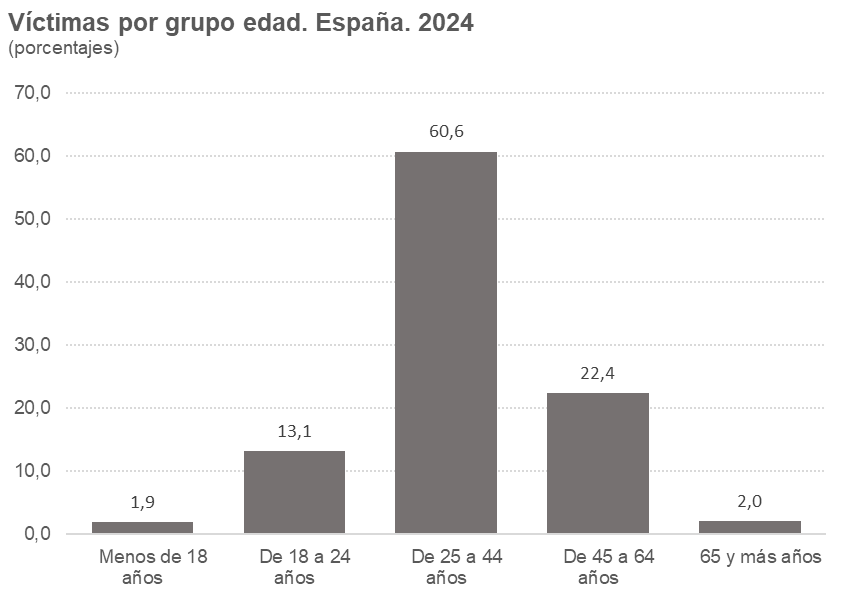 Víctimas por grupo edad. España. 2024
(porcentajes)
70,0
60,0
50,0
40,0
30,0
20,0
10,0
0,0
1,9
13,1
60,6
22,4
2,0
Menos de 18
años
De 18 a 24
años
De 25 a 44
años
De 45 a 64
años
65 y más años